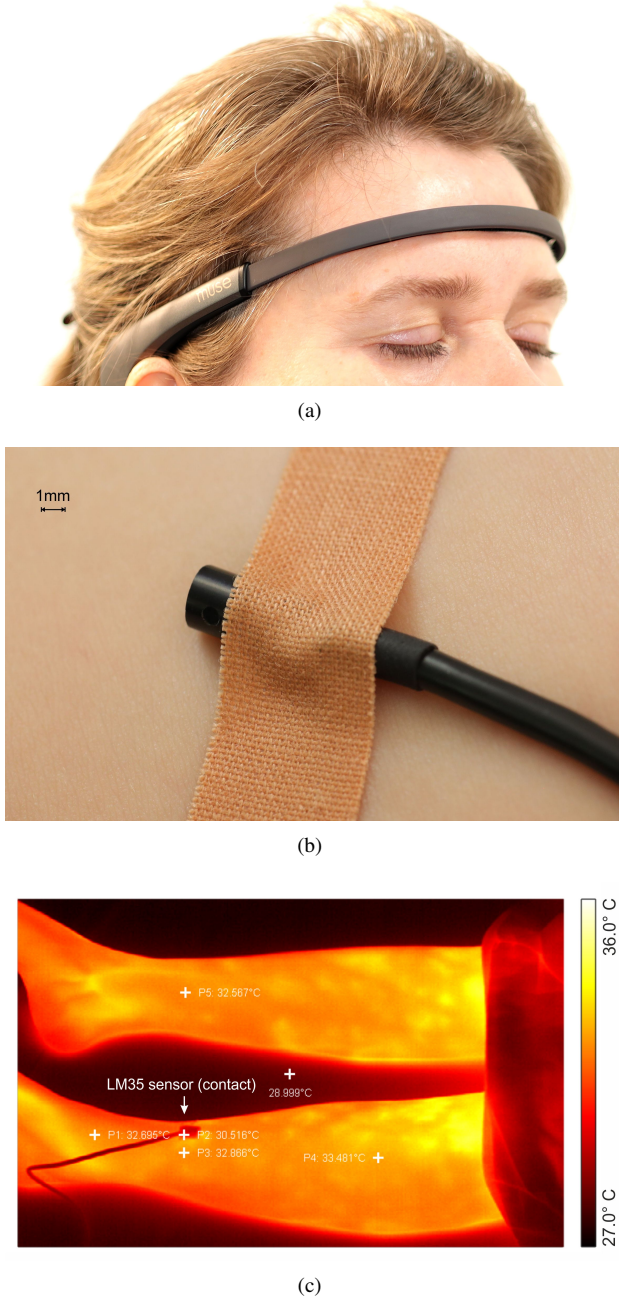 muse
(a)
1mm
(b)
36.0° C
P5: 32.567°C
LM35 sensor (contact)
28.999°C
P1: 32.695°C
P2: 30.516°C
P3: 32.866°C
P4: 33.481°C
27.0° C
(c)